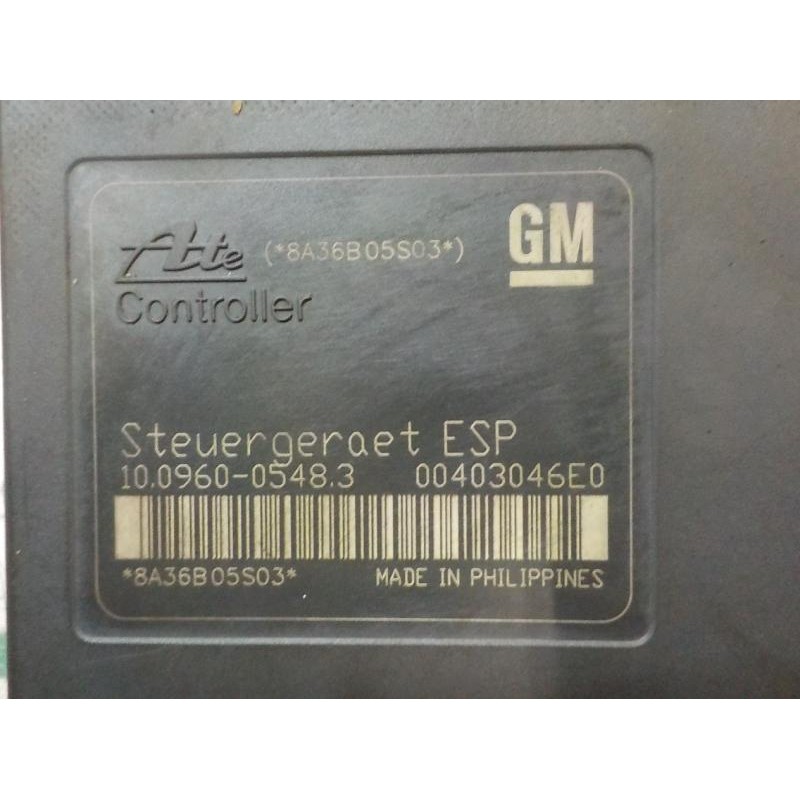 Ate (*8A36B05S03*) GM
Controller
Steuergeraet ESP
10.0960-0548.3 00403046E0
*8A36B05S03* MADE IN PHILIPPINES